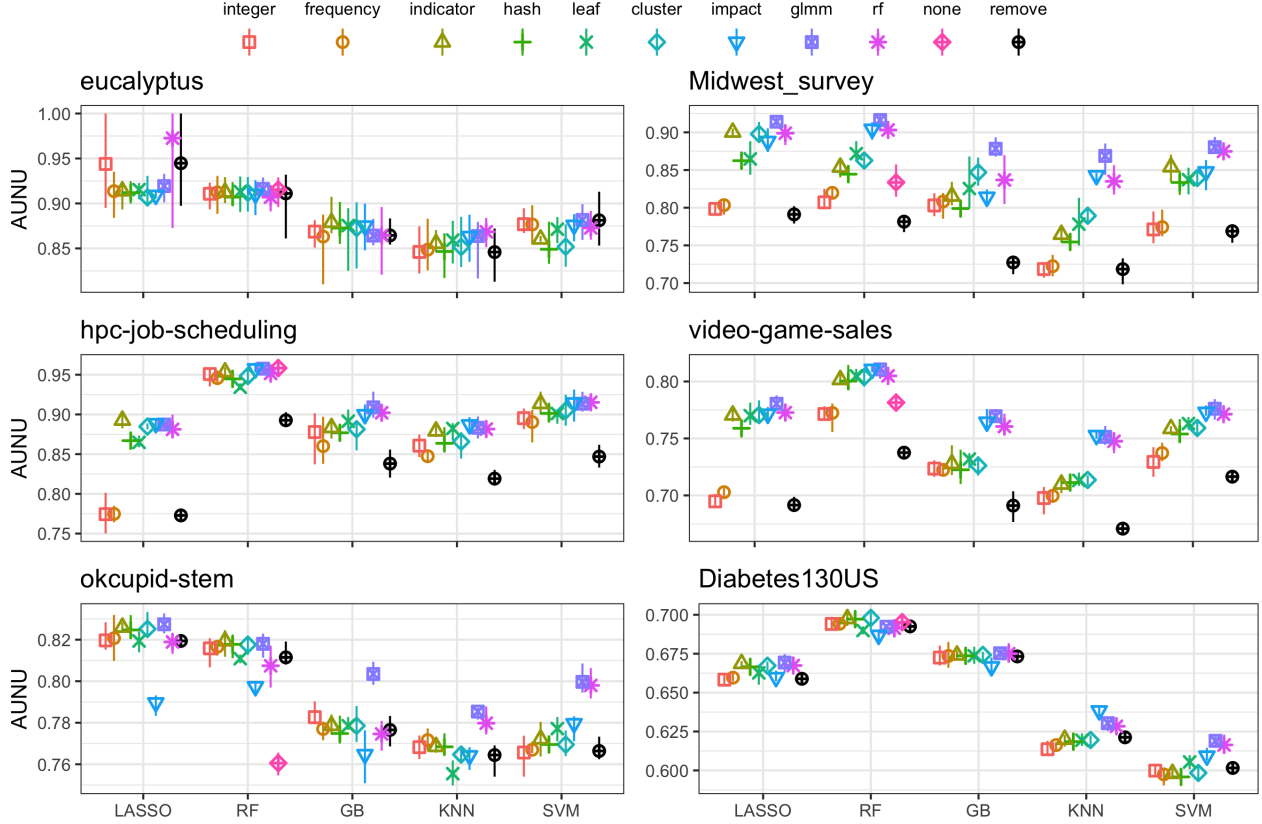 integer frequency indicator hash leaf cluster impact glmm rf none remove
eucalyptus
AUNU
1.00
0.95
0.90
0.85
Midwest_survey
0.90
0.85
0.80
0.75
0.70
hpc-job-scheduling
AUNU
0.95
0.90
0.85
0.80
0.75
video-game-sales
0.80
0.75
0.70
okcupid-stem
AUNU
0.82
0.80
0.78
0.76
LASSO RF GB KNN SVM
Diabetes130US
0.700
0.675
0.650
0.625
0.600
LASSO RF GB KNN SVM